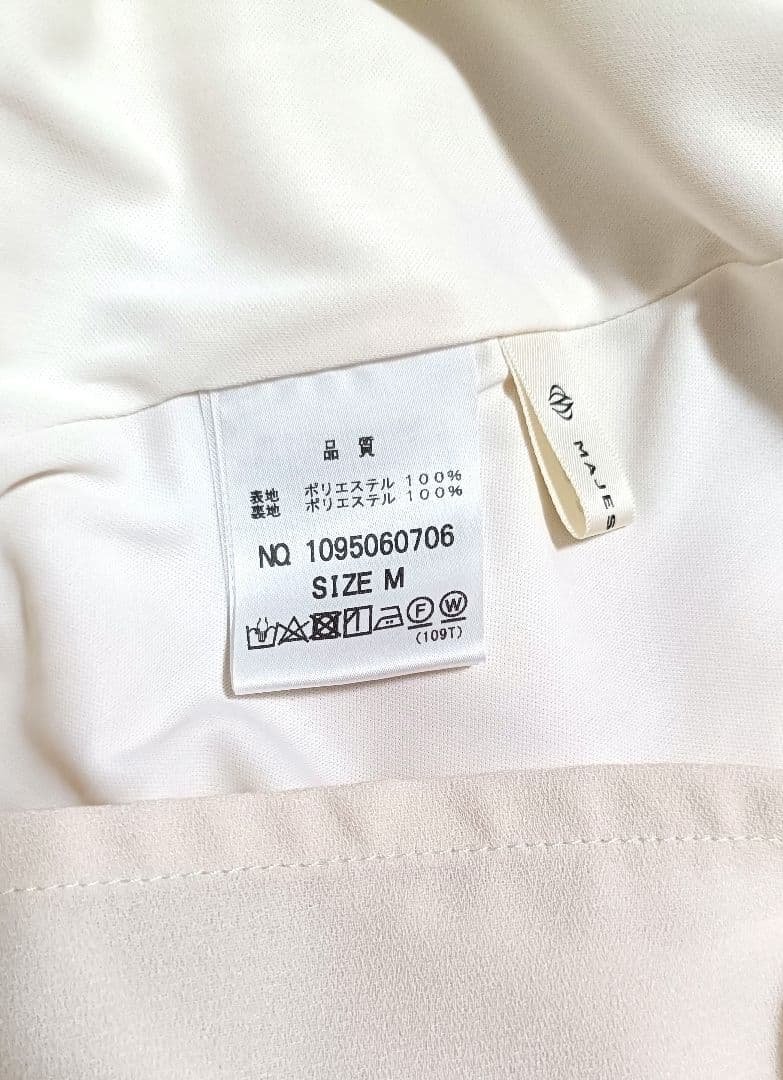 品 質
表地 ポリエステル 100%
裏地 ポリエステル 100%
NO. 1095060706
SIZE M
F W
(109T)
MAJES